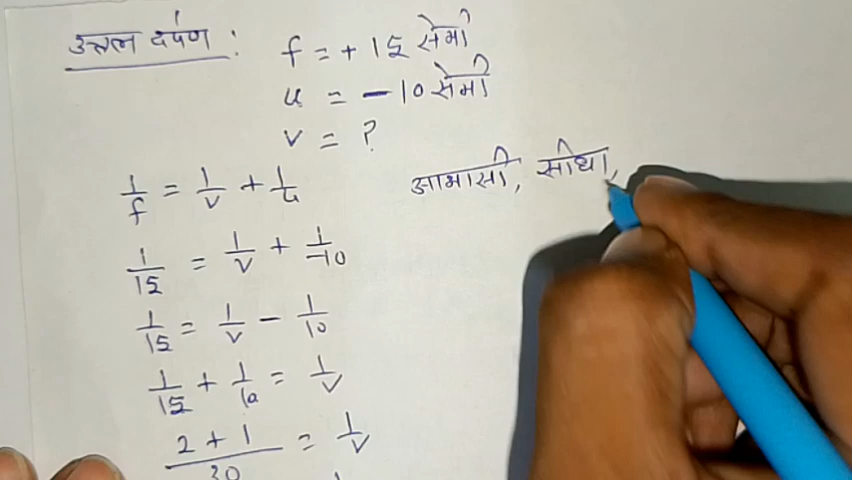 उत्तल दर्पण :
f = + 15 सेमी
u = - 10 सेमी
v = ?
1/f = 1/v + 1/u
आभासी, सीधा,
1/15 = 1/v + 1/-10
1/15 = 1/v - 1/10
1/15 + 1/10 = 1/v
2 + 1/30 = 1/v